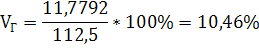 V_Г = 11,7792 / 112,5 * 100% = 10,46%